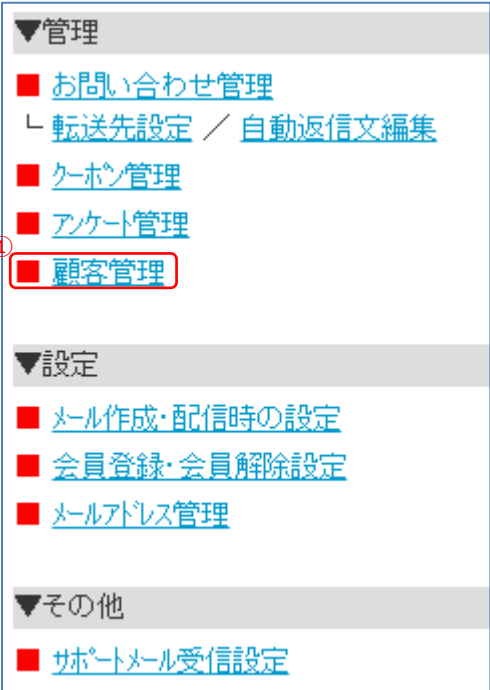 ▼管理
■ お問い合わせ管理
└ 転送先設定 ／ 自動返信文編集
■ クーポン管理
■ アンケート管理
①
■ 顧客管理
▼設定
■ メール作成・配信時の設定
■ 会員登録・会員解除設定
■ メールアドレス管理
▼その他
■ サポートメール受信設定